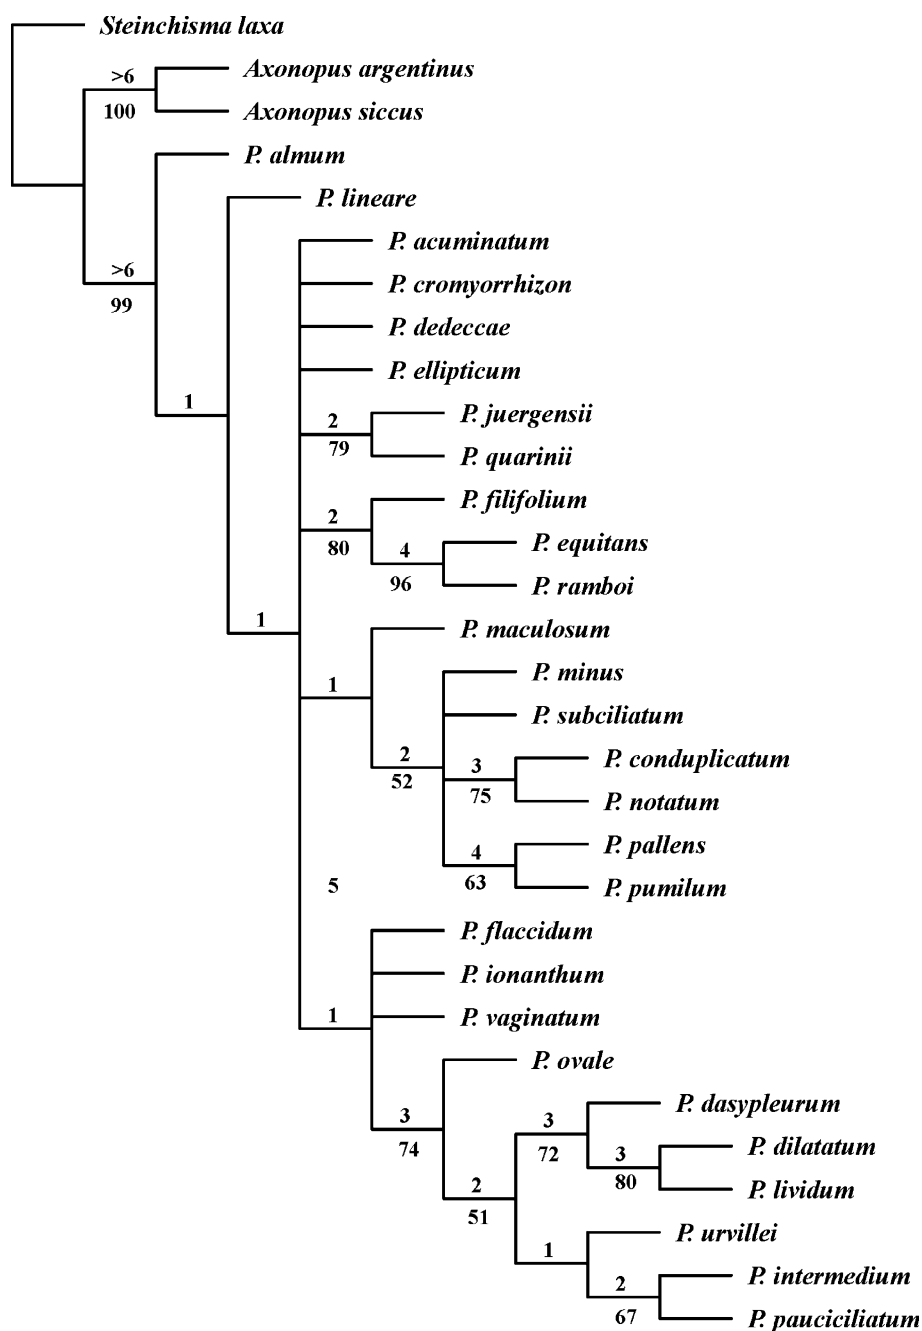 Steinchisma laxa
Axonopus argentinus
>6
100
Axonopus siccus
P. almum
P. lineare
P. acuminatum
>6
P. cromyorrhizon
99
P. dedeccae
P. ellipticum
1
P. juergensii
2
79
P. quarinii
P. filifolium
2
80
P. equitans
4
96
P. ramboi
1
P. maculosum
P. minus
1
P. subciliatum
2
52
P. conduplicatum
3
75
P. notatum
P. pallens
4
63
P. pumilum
5
P. flaccidum
P. ionanthum
1
P. vaginatum
P. ovale
P. dasypleurum
3
74
3
72
P. dilatatum
3
80
P. lividum
2
51
P. urvillei
1
P. intermedium
2
67
P. pauciciliatum